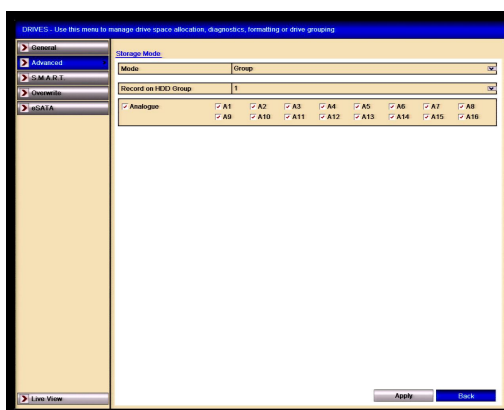 DRIVES - Use this menu to manage drive space allocation, diagnostics, formatting or drive grouping
General
Advanced
S.M.A.R.T.
Overwrite
eSATA
Storage Mode
Mode Group
Record on HDD Group 1
Analogue A1 A2 A3 A4 A5 A6 A7 A8
A9 A10 A11 A12 A13 A14 A15 A16
Live View
Apply Back